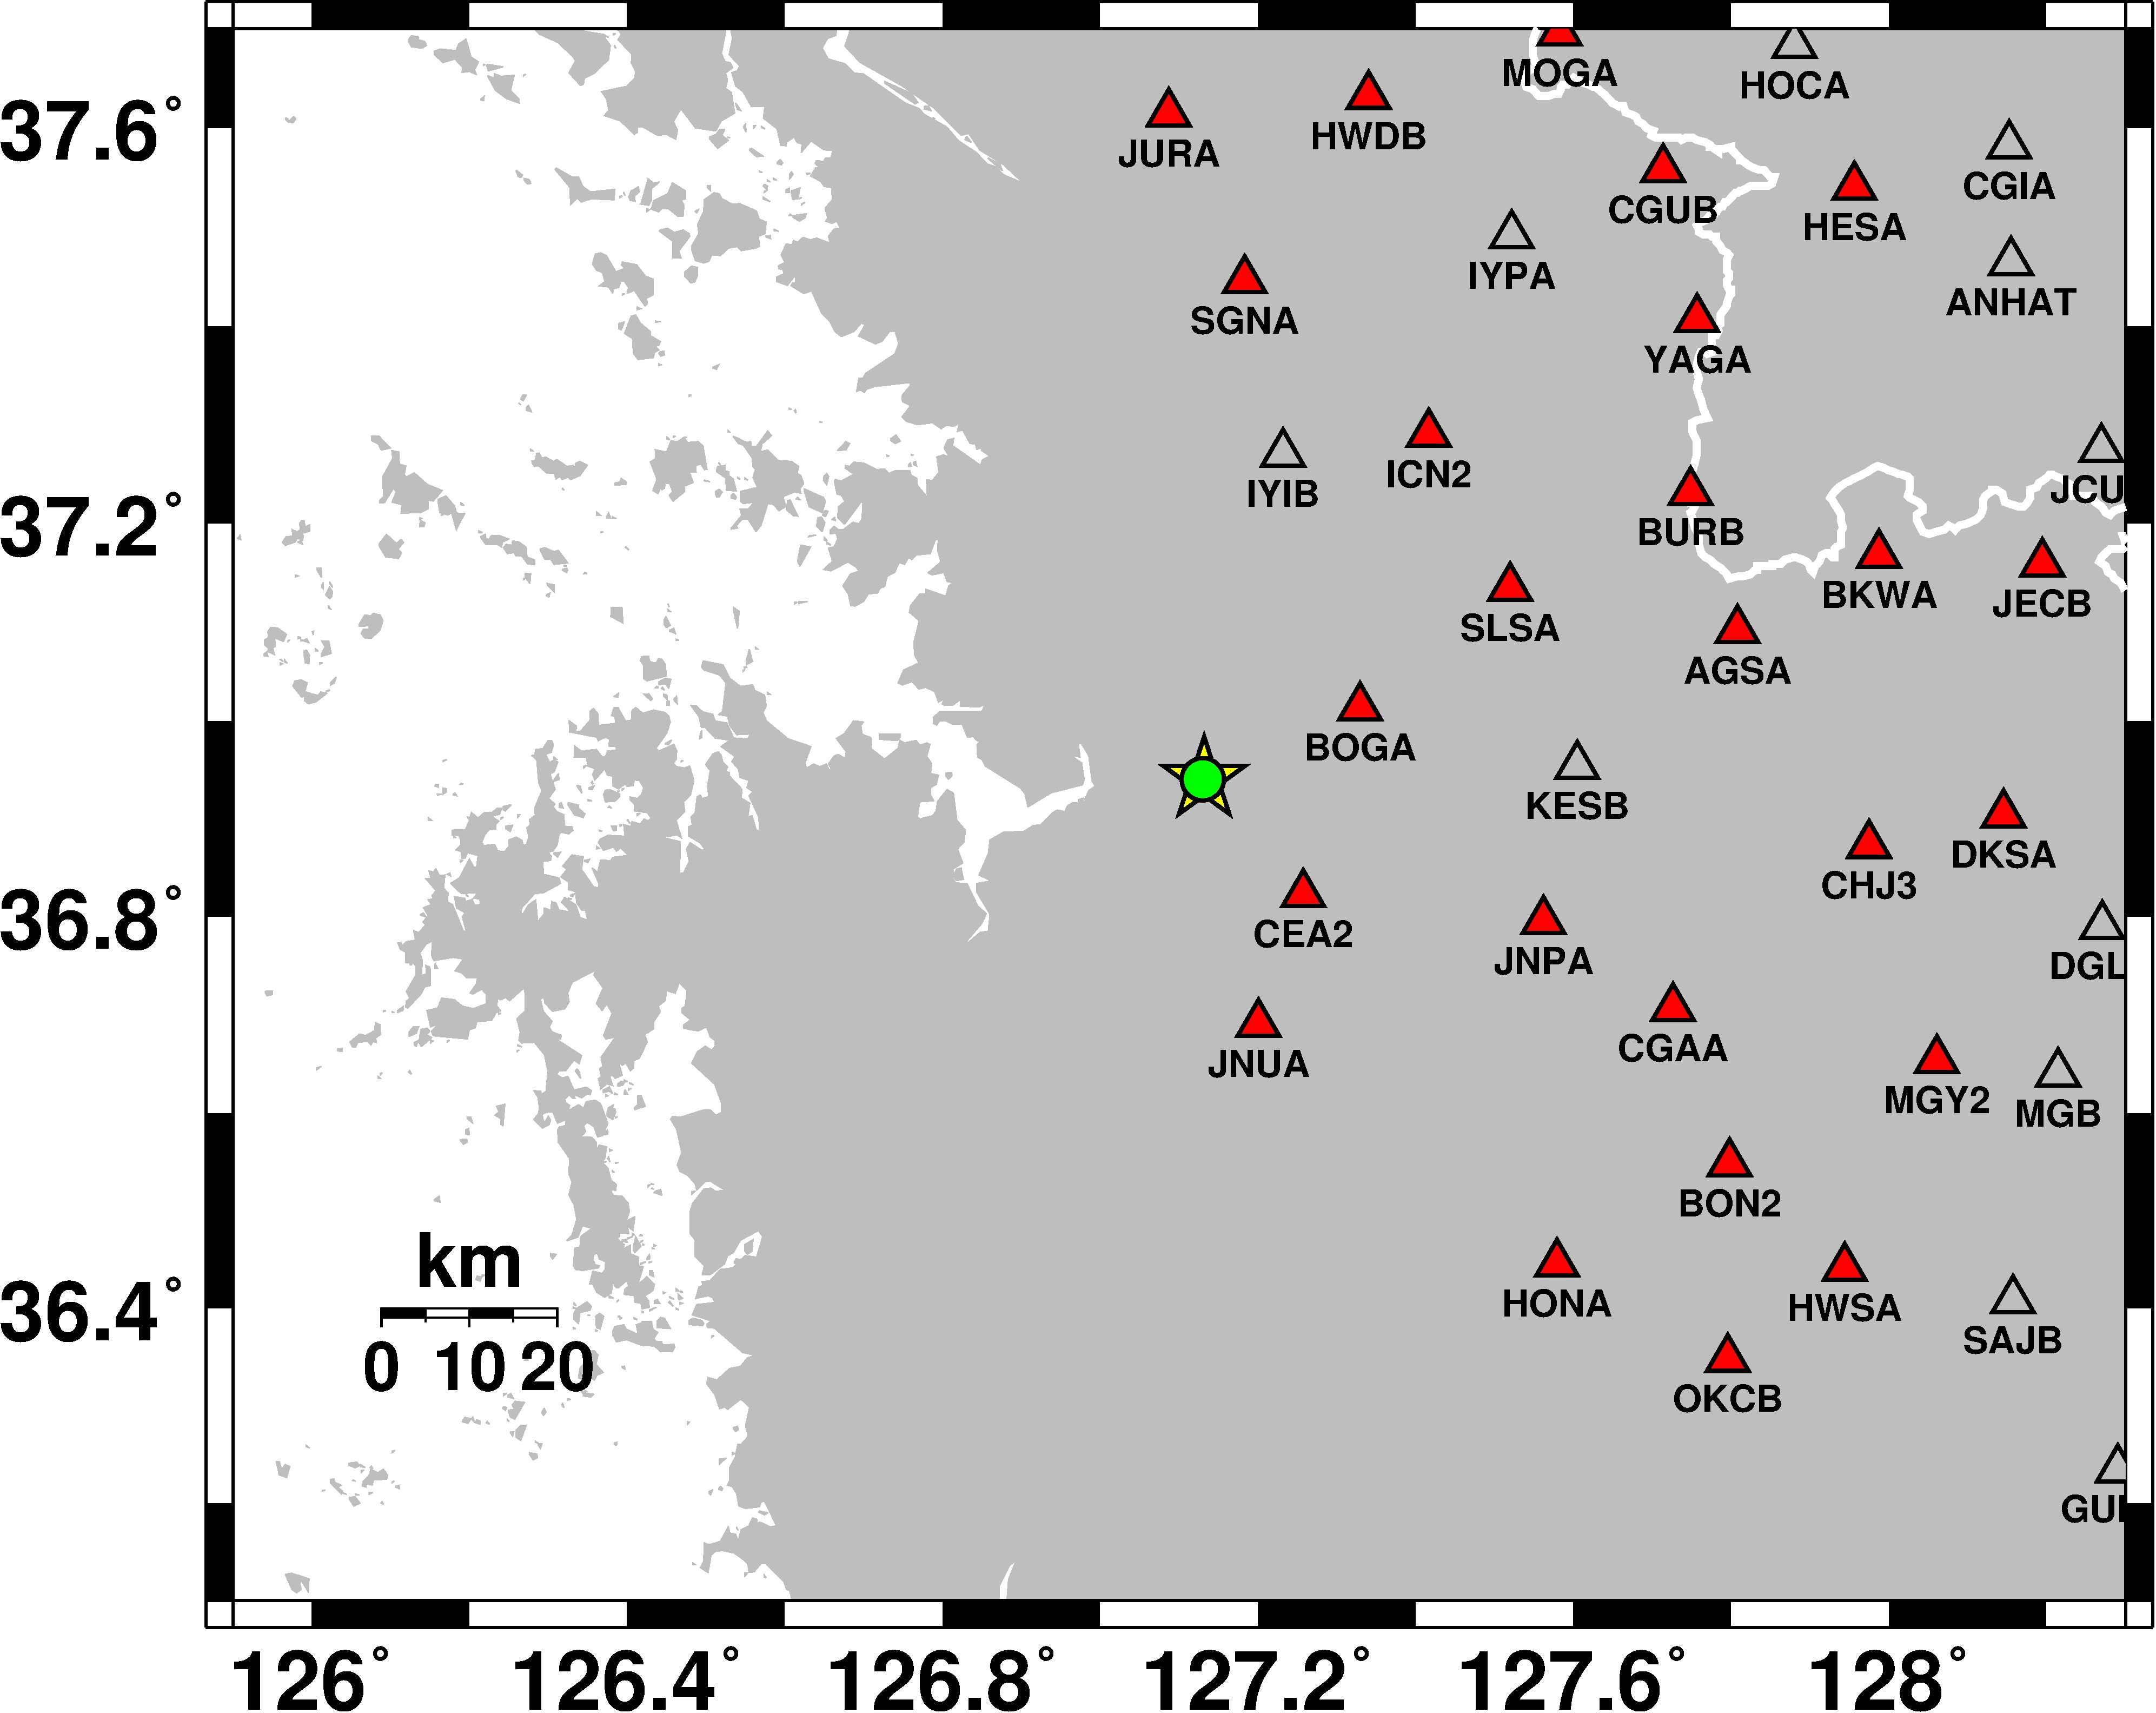 MOGA
HOCA
37.6°
JURA
HWDB
CGUB
HESA
CGIA
IYPA
SGNA
ANHAT
YAGA
37.2°
IYIB
ICN2
BURB
JCU
SLSA
BKWA
JECB
AGSA
BOGA
KESB
CHJ3
DKSA
36.8°
CEA2
JNPA
DGL
JNUA
CGAA
MGY2
MGB
BON2
km
0 10 20
36.4°
HONA
HWSA
SAJB
OKCB
GUI
126° 126.4° 126.8° 127.2° 127.6° 128°